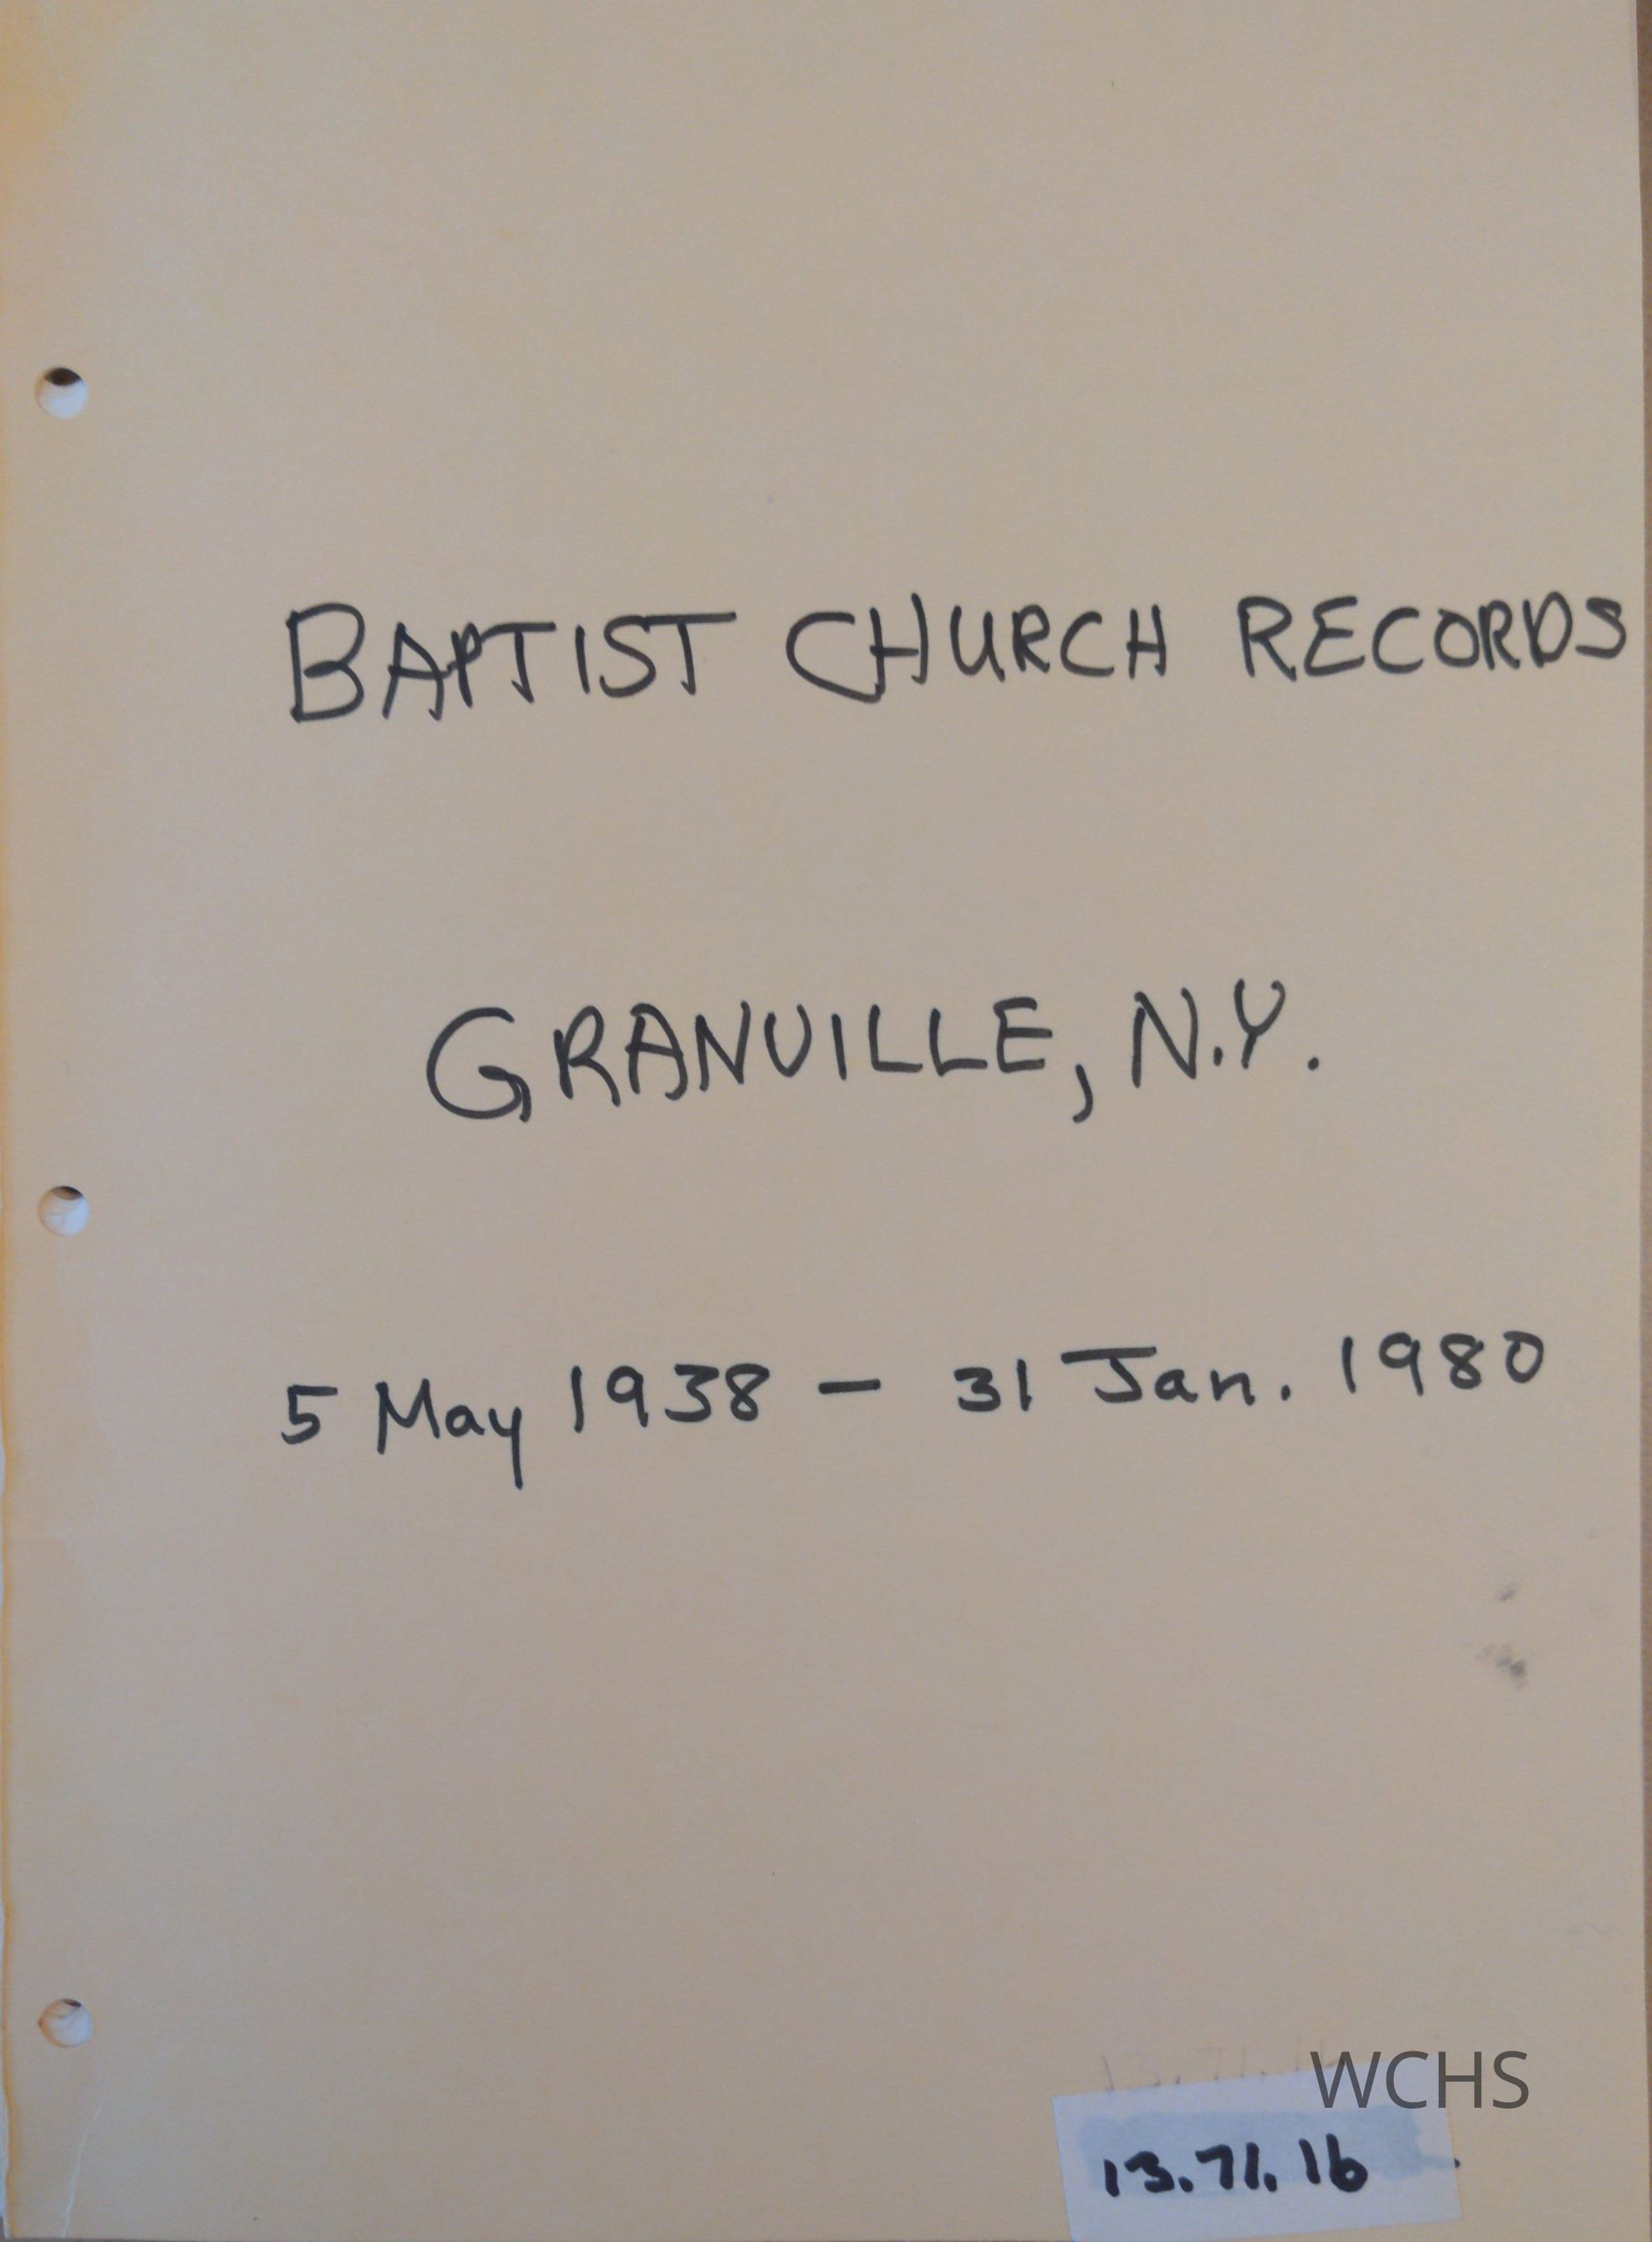 BAPTIST CHURCH RECORDS
GRANVILLE, N.Y.
5 May 1938 – 31 Jan. 1980
WCHS
13.71.16